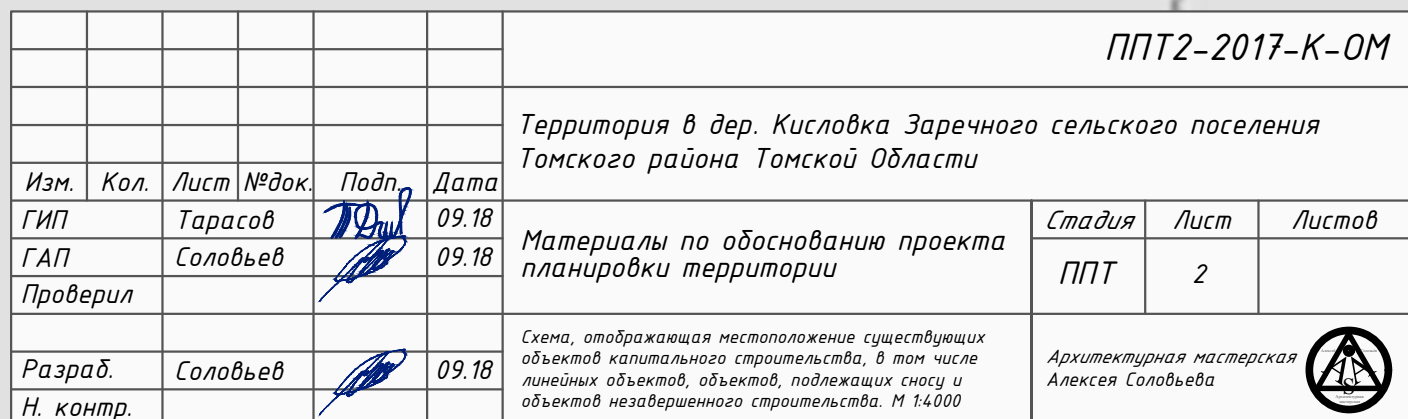 ППТ2-2017-К-ОМ
Территория в дер. Кисловка Заречного сельского поселения
Томского района Томской Области
Изм. Кол. Лист №док. Подп. Дата
ГИП Тарасов 09.18
ГАП Соловьев 09.18
Проверил
Разраб. Соловьев 09.18
Н. контр.
Материалы по обоснованию проекта
планировки территории
Стадия Лист Листов
ППТ 2
Схема, отображающая местоположение существующих
объектов капитального строительства, в том числе
линейных объектов, объектов, подлежащих сносу и
объектов незавершенного строительства. М 1:4000
Архитектурная мастерская
Алексея Соловьева